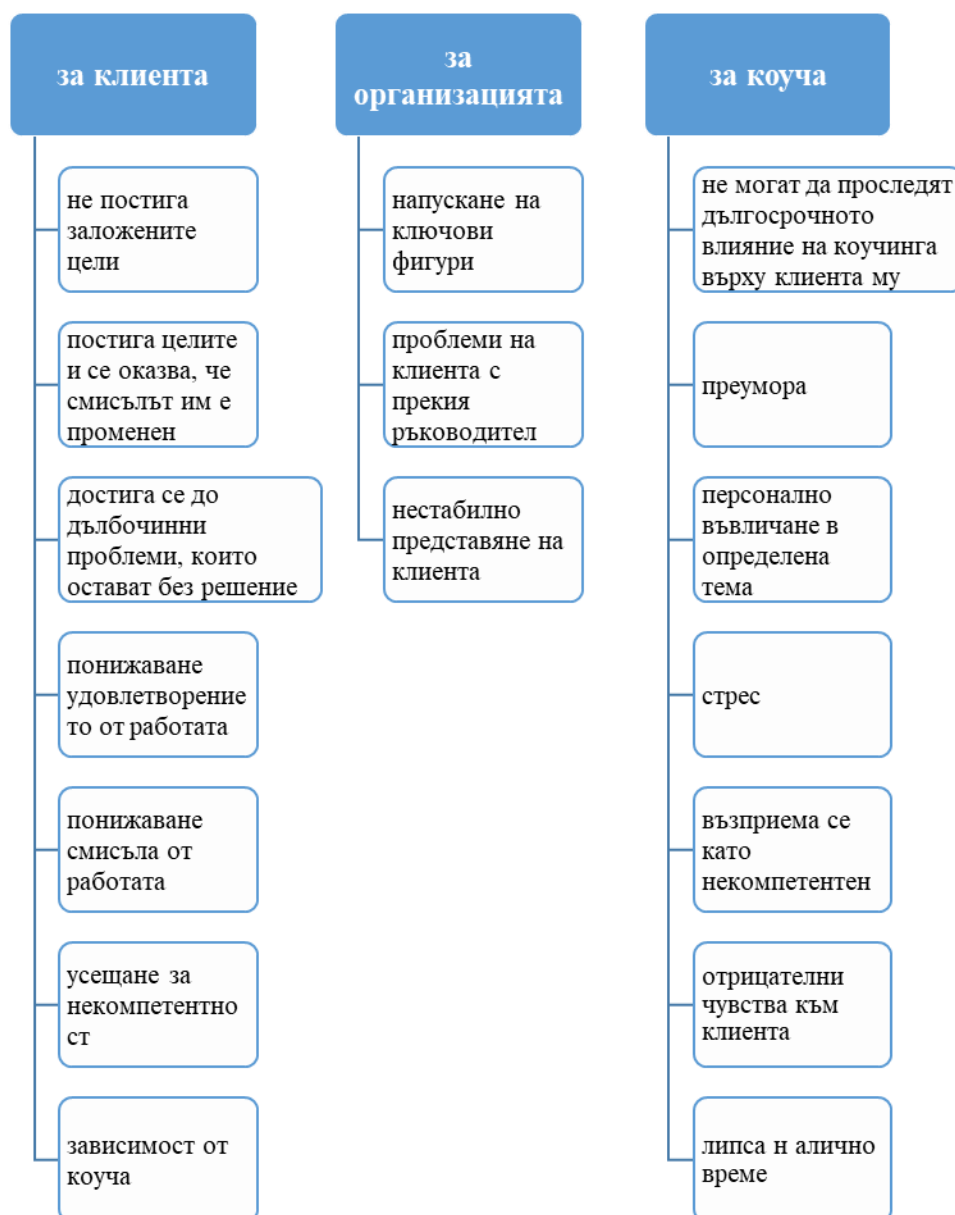 за клиента
не постига
заложените
цели
постига целите
и се оказва, че
смисълът им е
променен
достига се до
дълбочинни
проблеми, които
остават без решение
понижаване
удовлетворение
то от работата
понижаване
смисъла от
работата
усещане за
некомпетентно
ст
зависимост от
коуча
за
организацията
напускане на
ключови
фигури
проблеми на
клиента с
прекия
ръководител
нестабилно
представяне на
клиента
за коуча
не могат да проследят
дългосрочното
влияние на коучинга
върху клиента му
преумора
персонално
въвличане в
определена
тема
стрес
възприема се
като
некомпетентен
отрицателни
чувства към
клиента
липса н алично
време